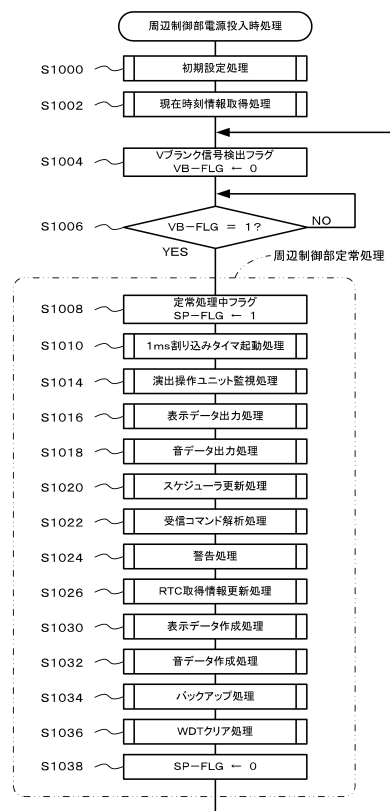 周辺制御部電源投入時処理
S1000
初期設定処理
S1002
現在時刻情報取得処理
S1004
Vブランク信号検出フラグ
VB－FLG ← 0
S1006
VB－FLG ＝ 1?
NO
YES
周辺制御部定常処理
S1008
定常処理中フラグ
SP－FLG ← 1
S1010
1ms割り込みタイマ起動処理
S1014
演出操作ユニット監視処理
S1016
表示データ出力処理
S1018
音データ出力処理
S1020
スケジューラ更新処理
S1022
受信コマンド解析処理
S1024
警告処理
S1026
RTC取得情報更新処理
S1030
表示データ作成処理
S1032
音データ作成処理
S1034
バックアップ処理
S1036
WDTクリア処理
S1038
SP－FLG ← 0